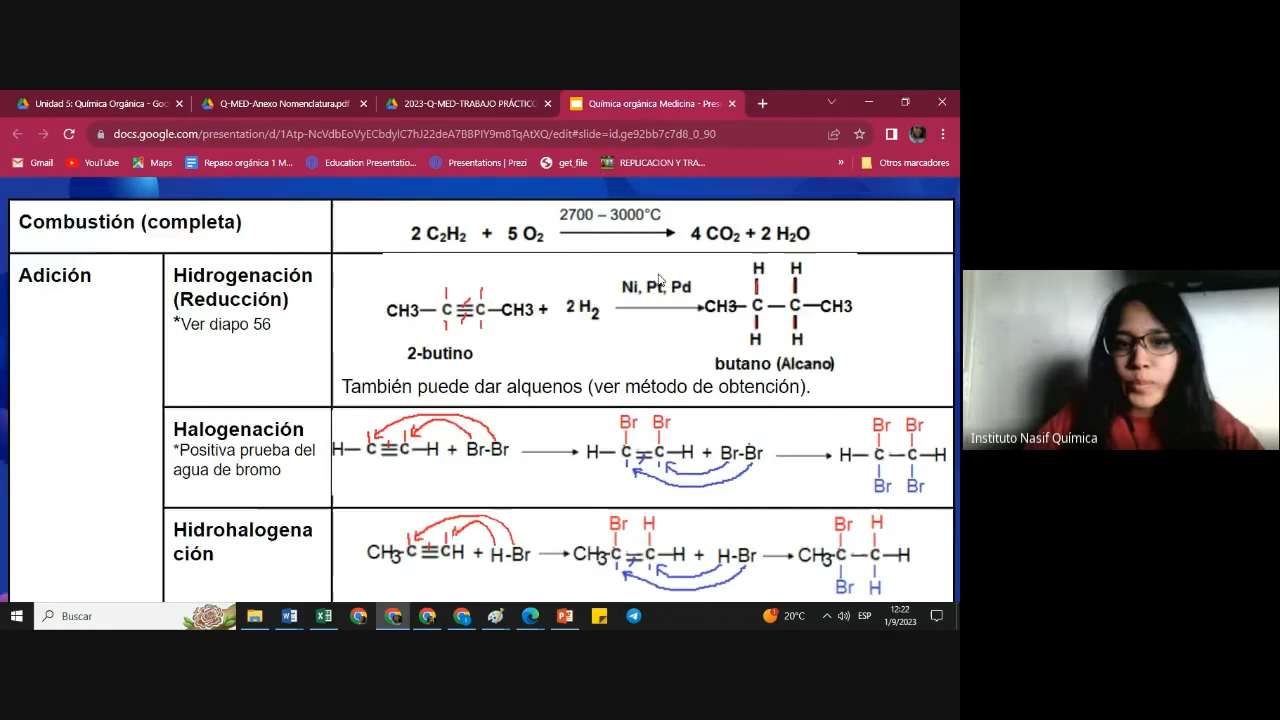 Unidad 5: Química Orgánica - Goo
Q-MED-Anexo Nomenclatura.pdf
2023-Q-MED-TRABAJO PRÁCTICO
Química orgánica Medicina - Pres
docs.google.com/presentation/d/1Atp-NcVdbEoVyECbdylC7hJ22deA7BBPIY9m8TqAtXQ/edit#slide=id.ge92bb7c7d8_0_90
Gmail
YouTube
Maps
Repaso orgánica 1 M...
Education Presentatio...
Presentations | Prezi
get_file
REPLICACION Y TRA...
»
Otros marcadores
Combustión (completa)
2700 – 3000°C
2 C₂H₂ + 5 O₂ 4 CO₂ + 2 H₂O
Adición
Hidrogenación
(Reducción)
*Ver diapo 56
H H
Ni, Pt, Pd
CH3—C≡C—CH3 + 2 H₂ CH3—C—C—CH3
H H
2-butino
butano (Alcano)
También puede dar alquenos (ver método de obtención).
Halogenación
*Positiva prueba del
agua de bromo
Br Br Br Br
H—C≡C—H + Br-Br H—C=C—H + Br-Br H—C—C—H
Br Br
Hidrohalogena
ción
Br H Br H
CH3-C≡CH + H-Br CH3-C=C-H + H-Br CH3-C—C—H
Br H
Instituto Nasif Química
Buscar
20°C
ESP
12:22
1/9/2023